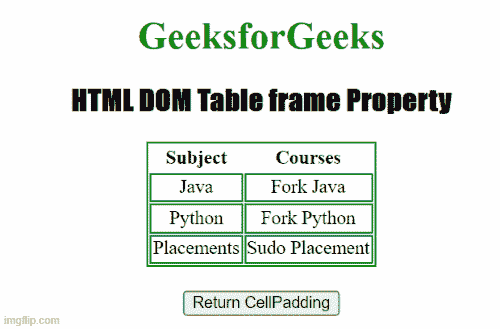 GeeksforGeeks
HTML DOM Table frame Property
Subject Courses
Java Fork Java
Python Fork Python
Placements Sudo Placement
Return CellPadding
imgflip.com